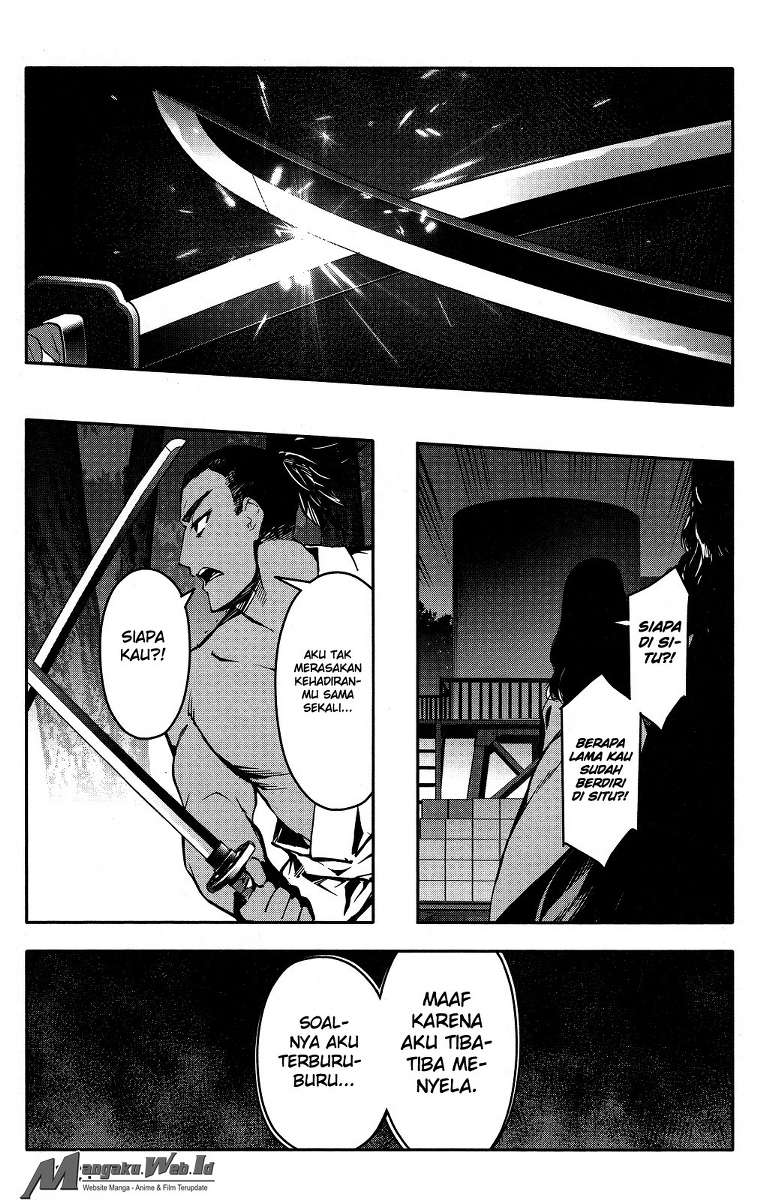 SIAPA
DI SI-
TU?!
BERAPA
LAMA KAU
SUDAH
BERDIRI
DI SITU?!
AKU TAK
MERASAKAN
KEHADIRAN-
MU SAMA
SEKALI...
SIAPA
KAU?!
MAAF
KARENA
AKU TIBA-
TIBA ME-
NYELA.
SOAL-
NYA AKU
TERBURU-
BURU...
Mangaku.Web.Id
Website Manga - Anime & Film Terupdate